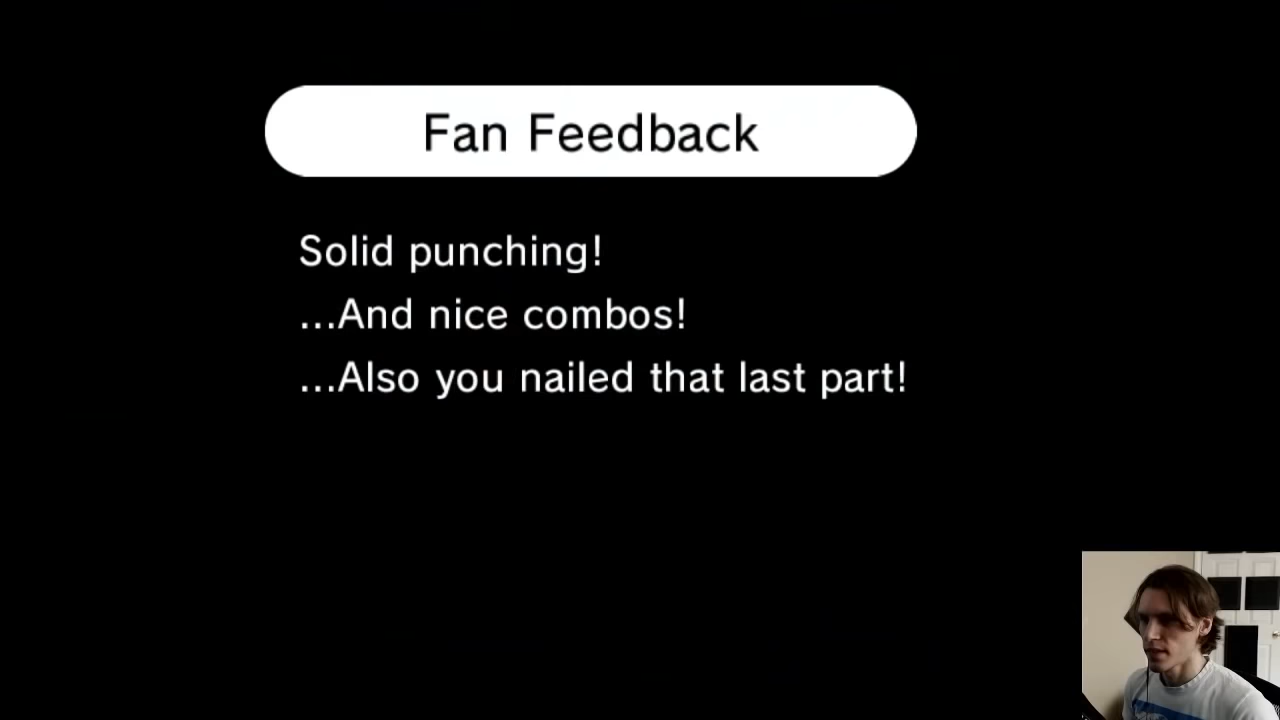 Fan Feedback
Solid punching!
...And nice combos!
...Also you nailed that last part!